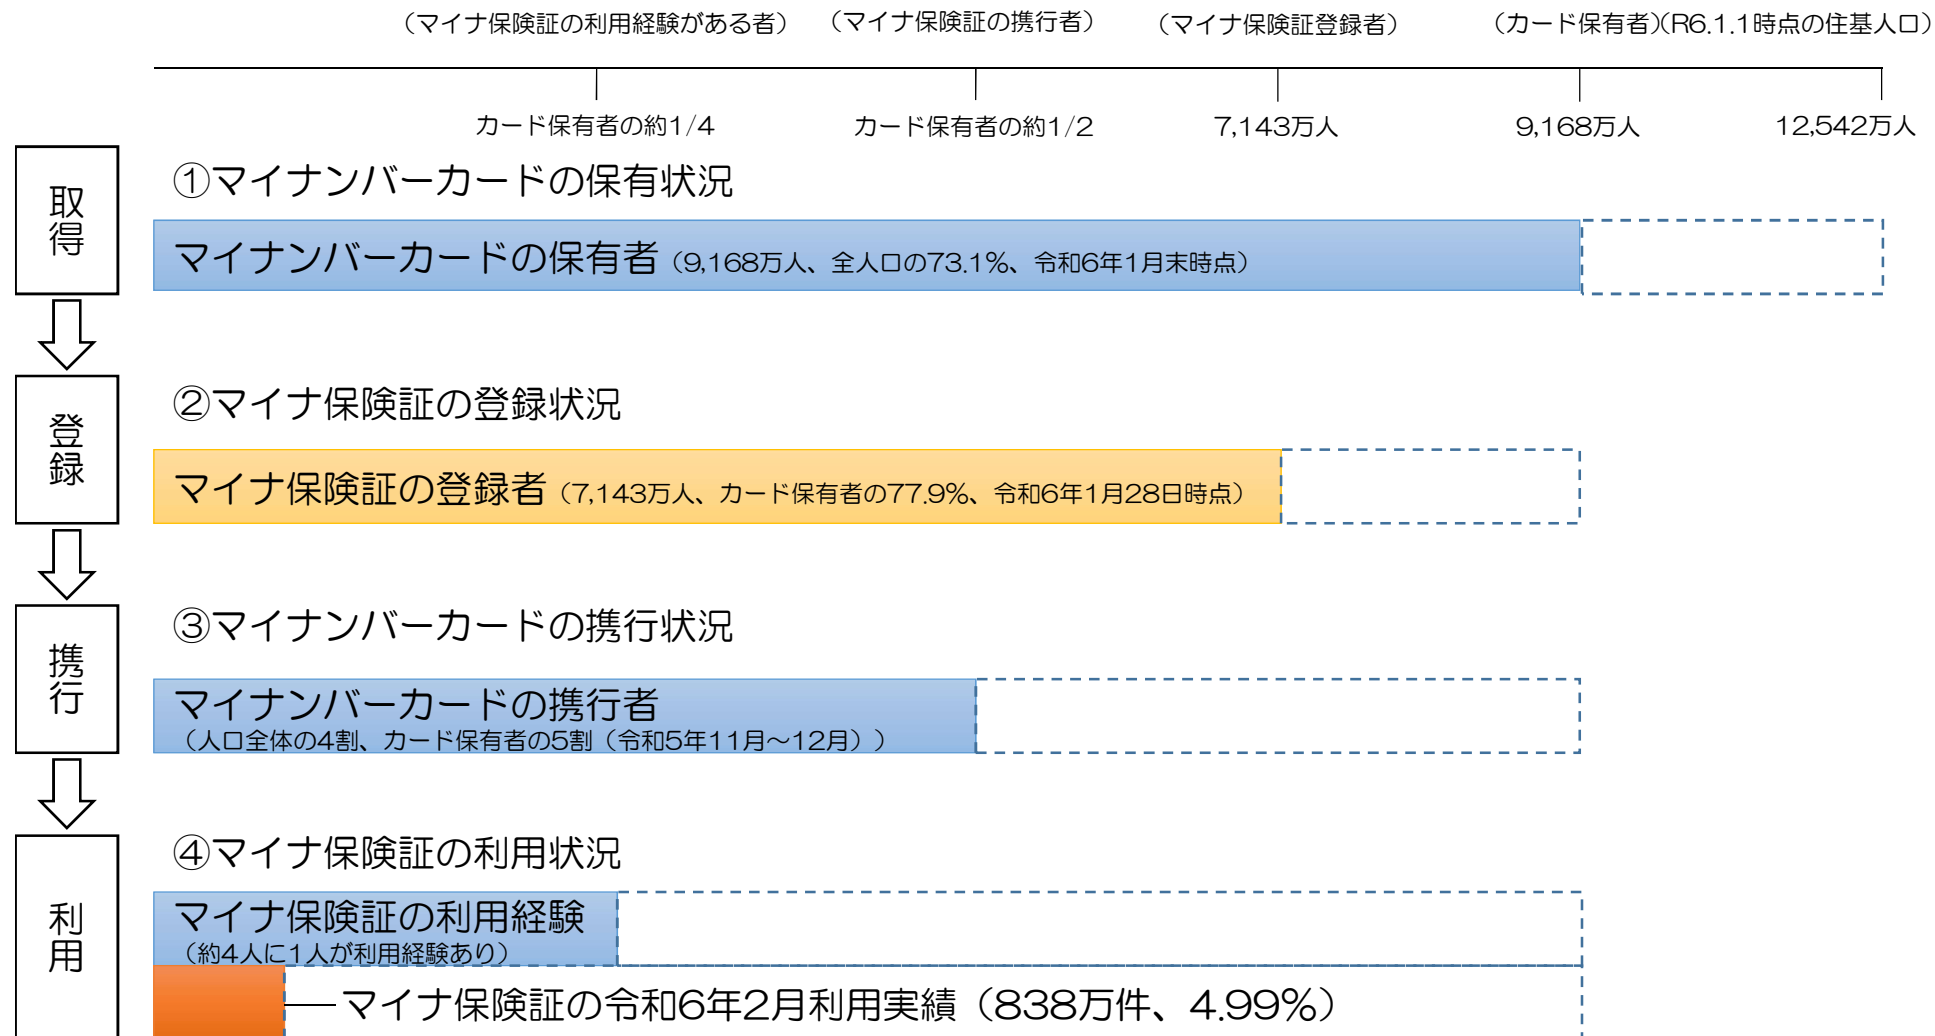 （マイナ保険証の利用経験がある者）
（マイナ保険証の携行者）
（マイナ保険証登録者）
（カード保有者）(R6.1.1時点の住基人口）
カード保有者の約1/4
カード保有者の約1/2
7,143万人
9,168万人
12,542万人
取得
①マイナンバーカードの保有状況
マイナンバーカードの保有者（9,168万人、全人口の73.1%、令和6年1月末時点）
登録
②マイナ保険証の登録状況
マイナ保険証の登録者（7,143万人、カード保有者の77.9%、令和6年1月28日時点）
携行
③マイナンバーカードの携行状況
マイナンバーカードの携行者
（人口全体の4割、カード保有者の5割（令和5年11月～12月））
利用
④マイナ保険証の利用状況
マイナ保険証の利用経験
（約4人に1人が利用経験あり）
マイナ保険証の令和6年2月利用実績（838万件、4.99%）